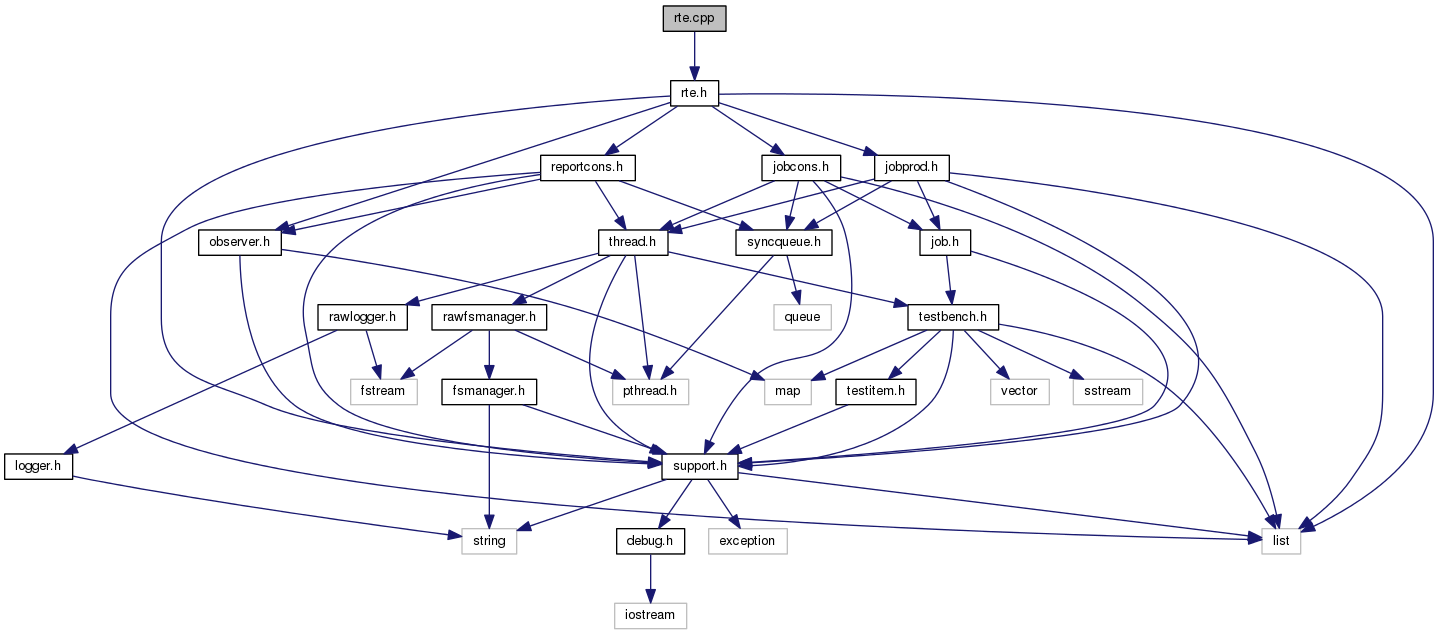 rte.cpp
rte.h
reportcons.h
jobcons.h
jobprod.h
observer.h
thread.h
syncqueue.h
job.h
rawlogger.h
rawfsmanager.h
queue
testbench.h
fstream
fsmanager.h
pthread.h
map
testitem.h
vector
sstream
logger.h
support.h
string
debug.h
exception
list
iostream